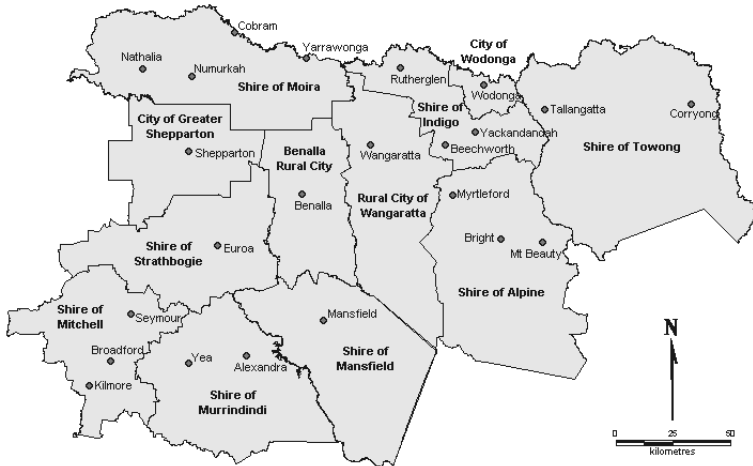 Cobram
Yarrawonga
Nathalia
Numurkah
Shire of Moira
Rutherglen
City of
Wodonga
Wodonga
Tallangatta
Corryong
City of Greater
Shepparton
Shepparton
Benalla
Rural City
Benalla
Wangaratta
Rural City of
Wangaratta
Shire of
Indigo
Yackandandah
Beechworth
Shire of Towong
Myrtleford
Bright
Mt Beauty
Shire of Alpine
Shire of
Strathbogie
Euroa
Shire of
Mitchell
Seymour
Broadford
Kilmore
Yea
Alexandra
Shire of
Murrindindi
Mansfield
Shire of
Mansfield
N
0 25 50
kilometres